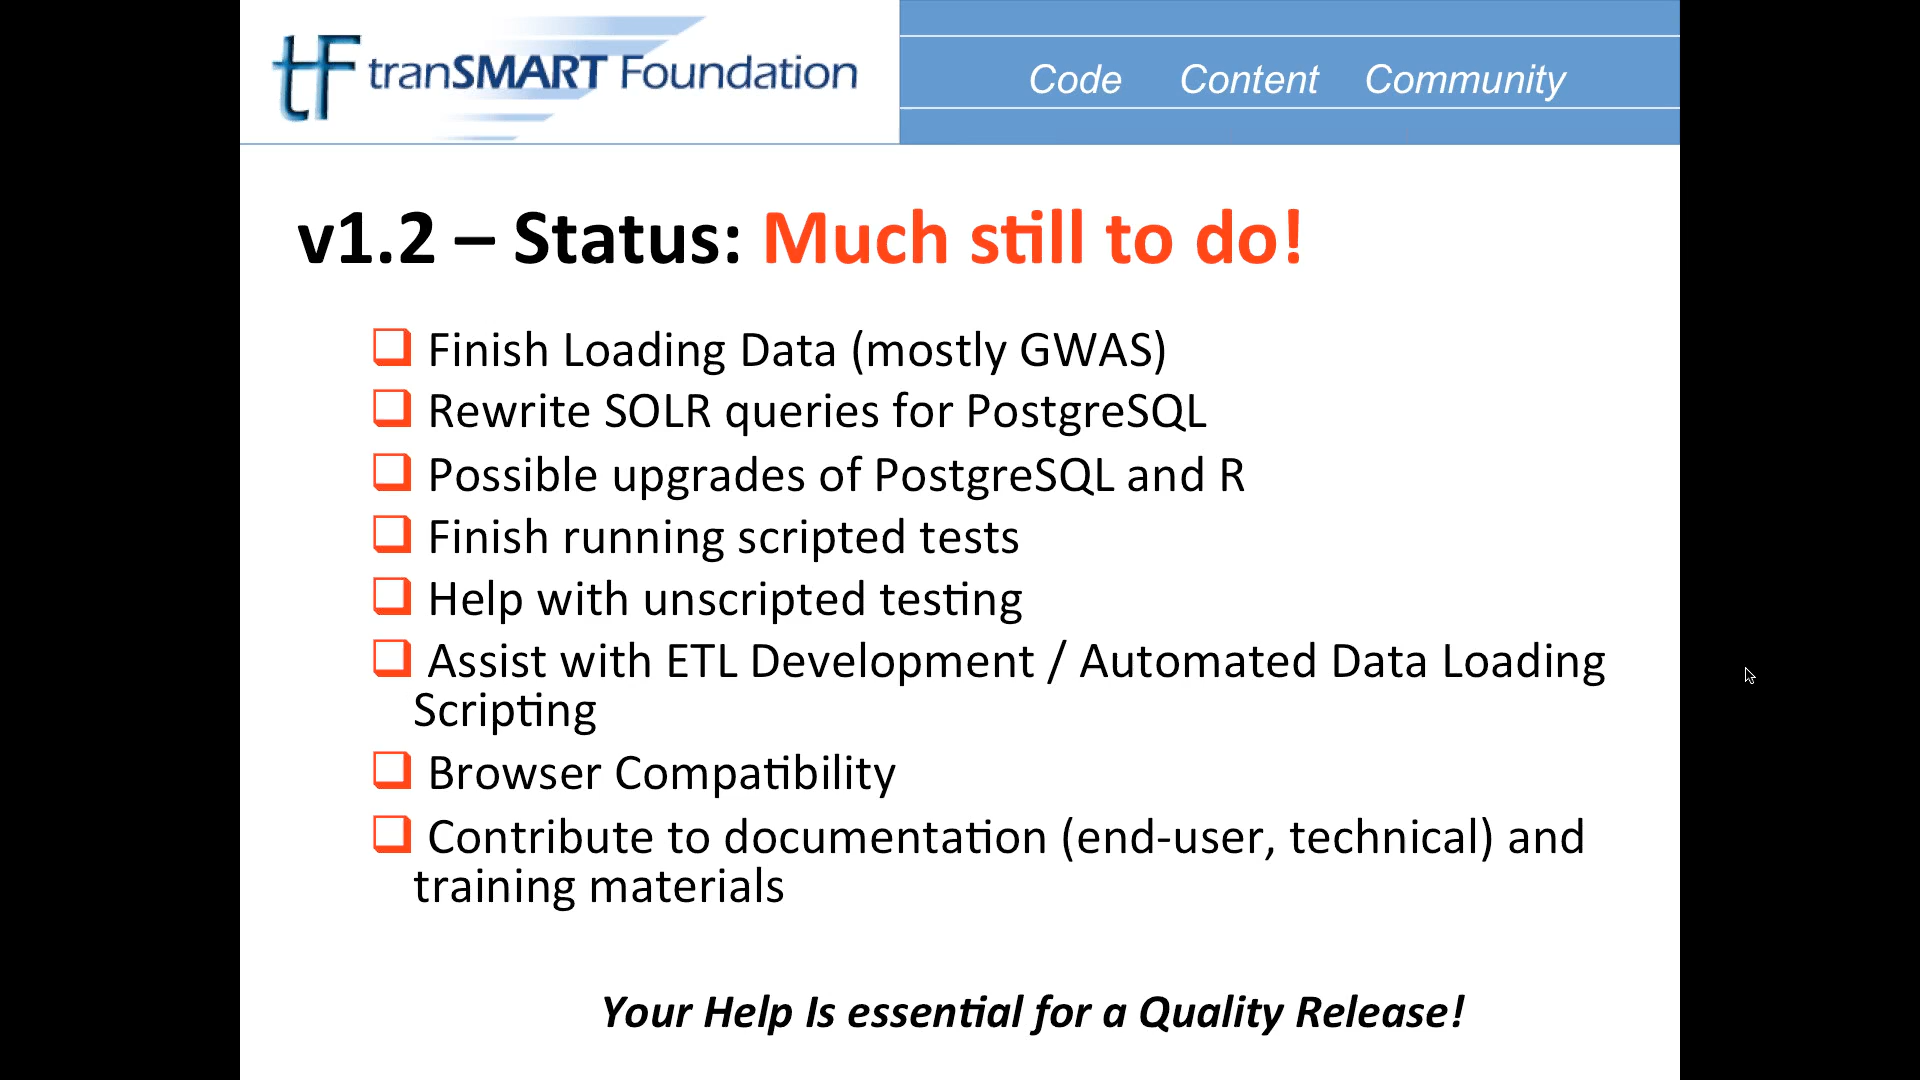 tF tranSMART Foundation
Code Content Community
v1.2 – Status: Much still to do!
Finish Loading Data (mostly GWAS)
Rewrite SOLR queries for PostgreSQL
Possible upgrades of PostgreSQL and R
Finish running scripted tests
Help with unscripted testing
Assist with ETL Development / Automated Data Loading
Scripting
Browser Compatibility
Contribute to documentation (end-user, technical) and
training materials
Your Help Is essential for a Quality Release!